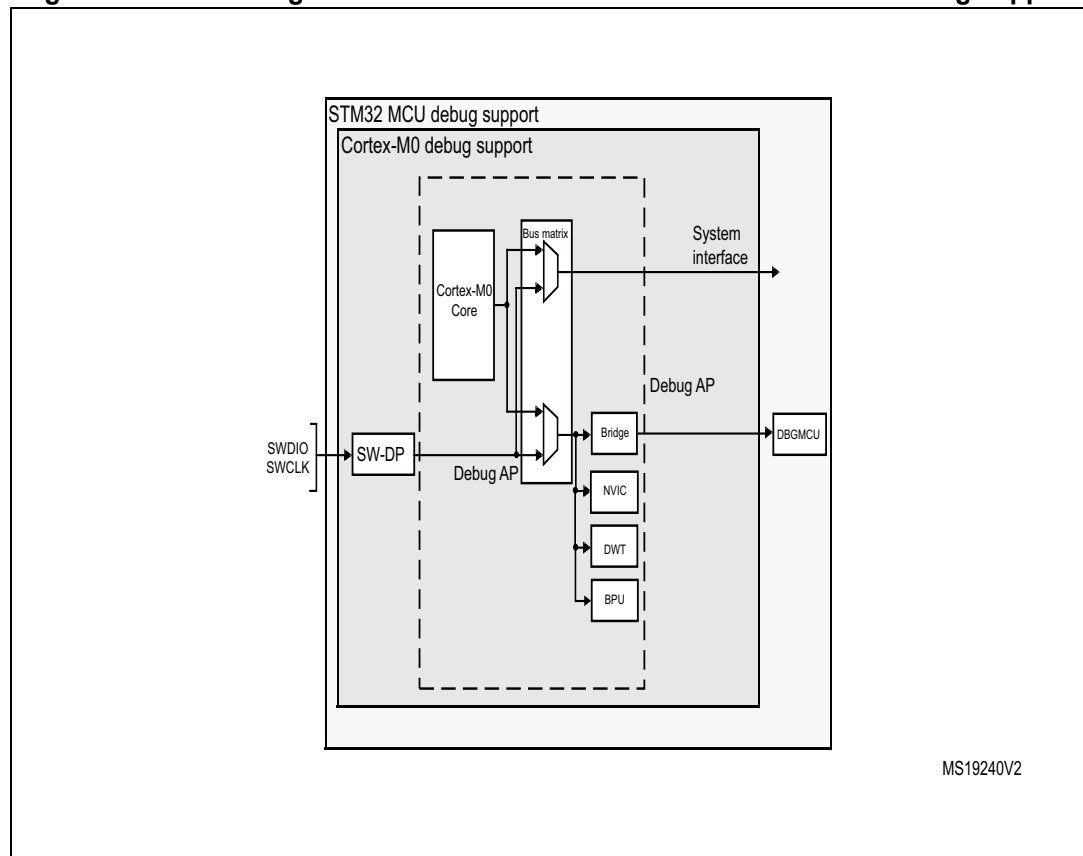 STM32 MCU debug support
Cortex-M0 debug support
Bus matrix
System
interface
Cortex-M0
Core
Debug AP
Bridge
DBGMCU
SWDIO
SWCLK
SW-DP
Debug AP
NVIC
DWT
BPU
MS19240V2